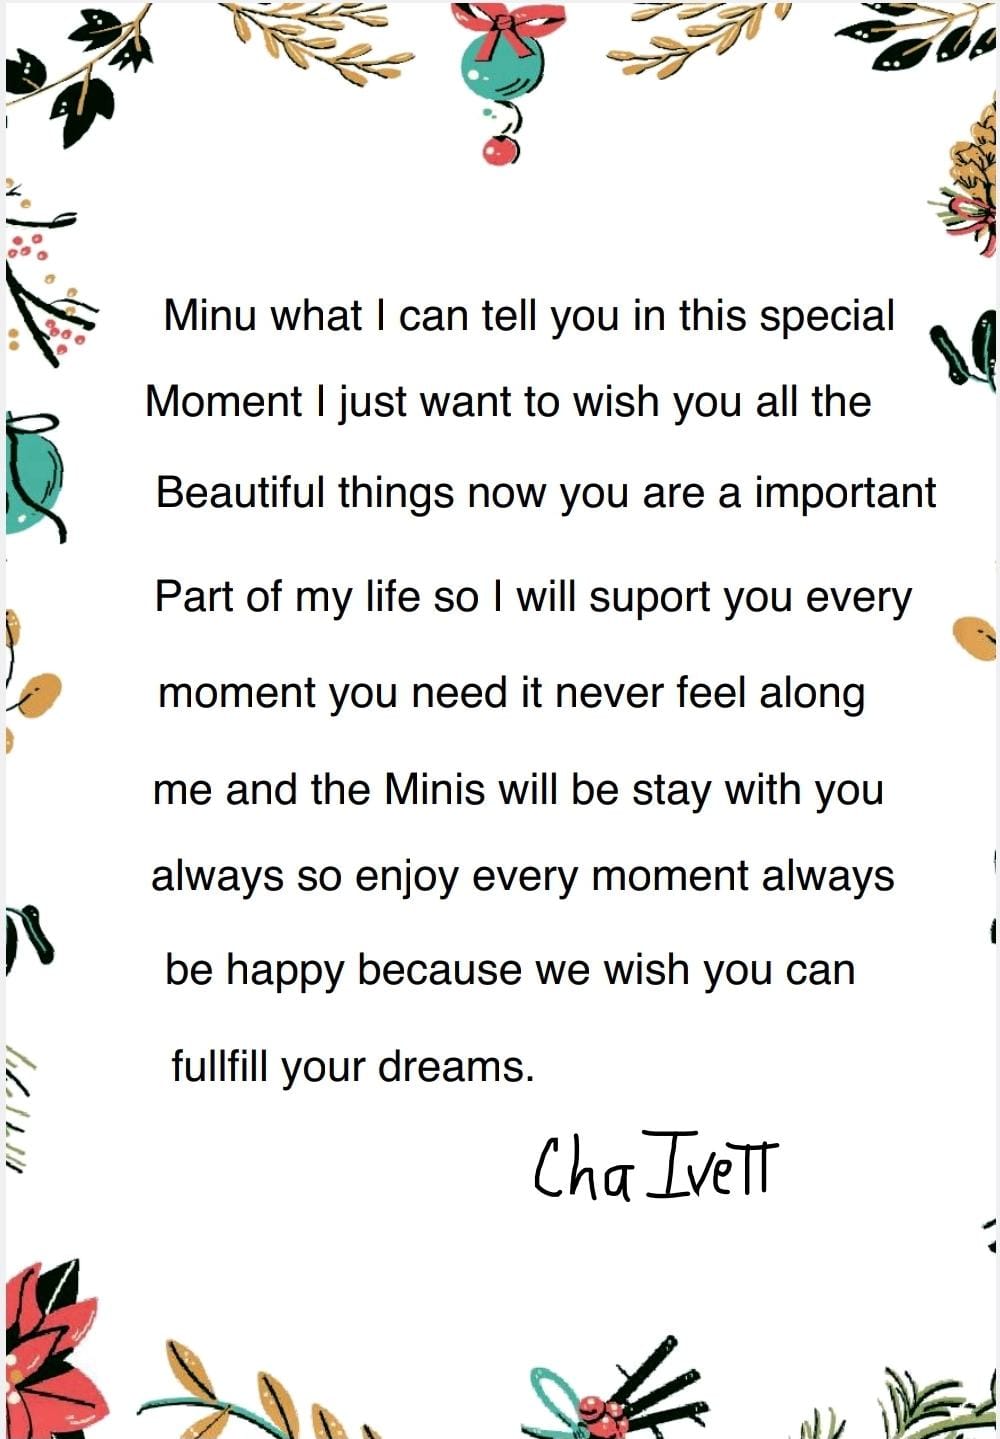 Minu what I can tell you in this special
Moment I just want to wish you all the
Beautiful things now you are a important
Part of my life so I will suport you every
moment you need it never feel along
me and the Minis will be stay with you
always so enjoy every moment always
be happy because we wish you can
fullfill your dreams.
Cha Ivett